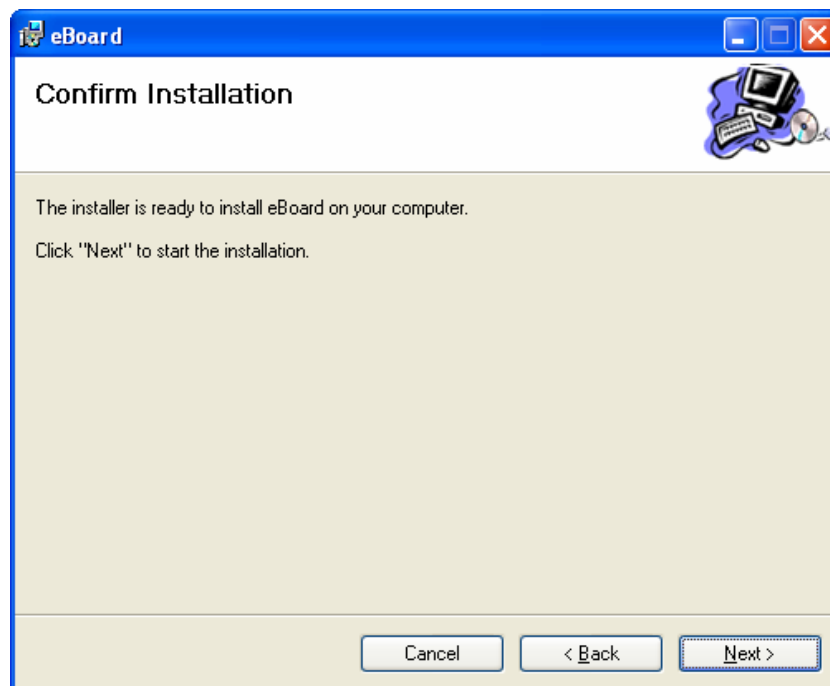 eBoard
Confirm Installation
The installer is ready to install eBoard on your computer.
Click "Next" to start the installation.
Cancel
< Back
Next >